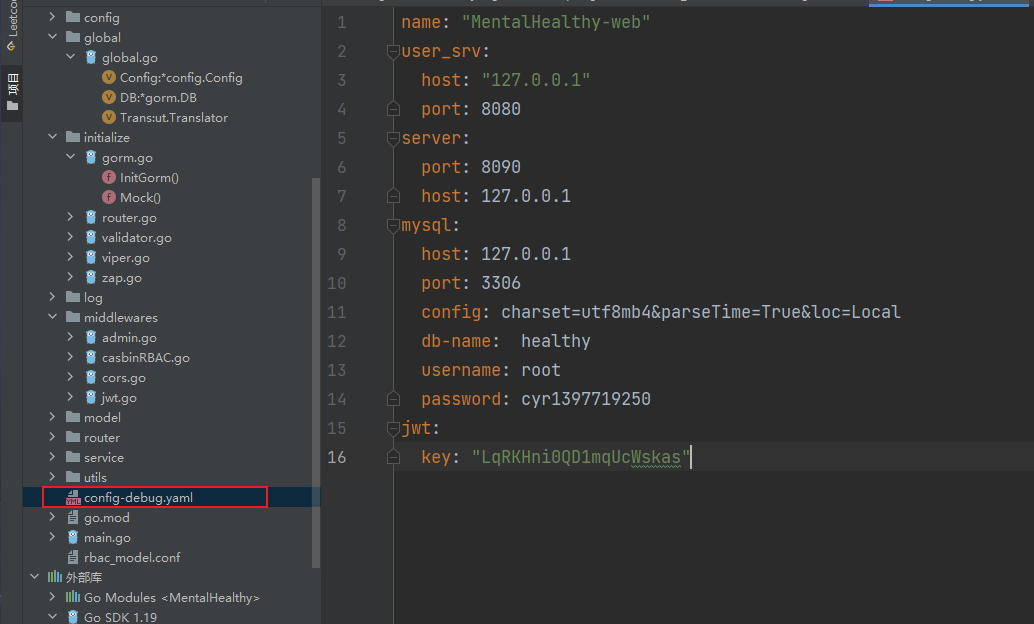 Leetco
项目
config
global
global.go
Config:*config.Config
DB:*gorm.DB
Trans:ut.Translator
initialize
gorm.go
InitGorm()
Mock()
router.go
validator.go
viper.go
zap.go
log
middlewares
admin.go
casbinRBAC.go
cors.go
jwt.go
model
router
service
utils
config-debug.yaml
go.mod
main.go
rbac_model.conf
外部库
Go Modules <MentalHealthy>
Go SDK 1.19
1 name: "MentalHealthy-web"
2 user_srv:
3 host: "127.0.0.1"
4 port: 8080
5 server:
6 port: 8090
7 host: 127.0.0.1
8 mysql:
9 host: 127.0.0.1
10 port: 3306
11 config: charset=utf8mb4&parseTime=True&loc=Local
12 db-name:  healthy
13 username: root
14 password: cyr1397719250
15 jwt:
16 key: "LqRKHni0QD1mqUcWskas"